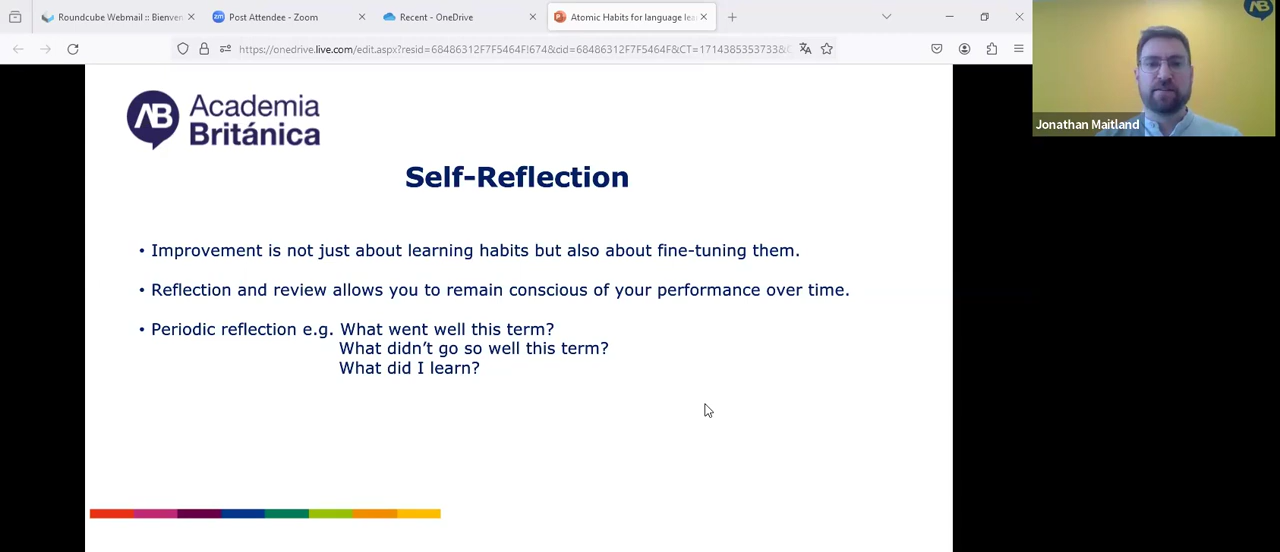 Roundcube Webmail :: Bienven
Post Attendee - Zoom
Recent - OneDrive
Atomic Habits for language lea
https://onedrive.live.com/edit.aspx?resid=68486312F7F5464F!674&cid=68486312F7F5464F&CT=1714385353733&
Jonathan Maitland
AB
AB
Academia
Británica
Self-Reflection
• Improvement is not just about learning habits but also about fine-tuning them.
• Reflection and review allows you to remain conscious of your performance over time.
• Periodic reflection e.g. What went well this term?
What didn't go so well this term?
What did I learn?